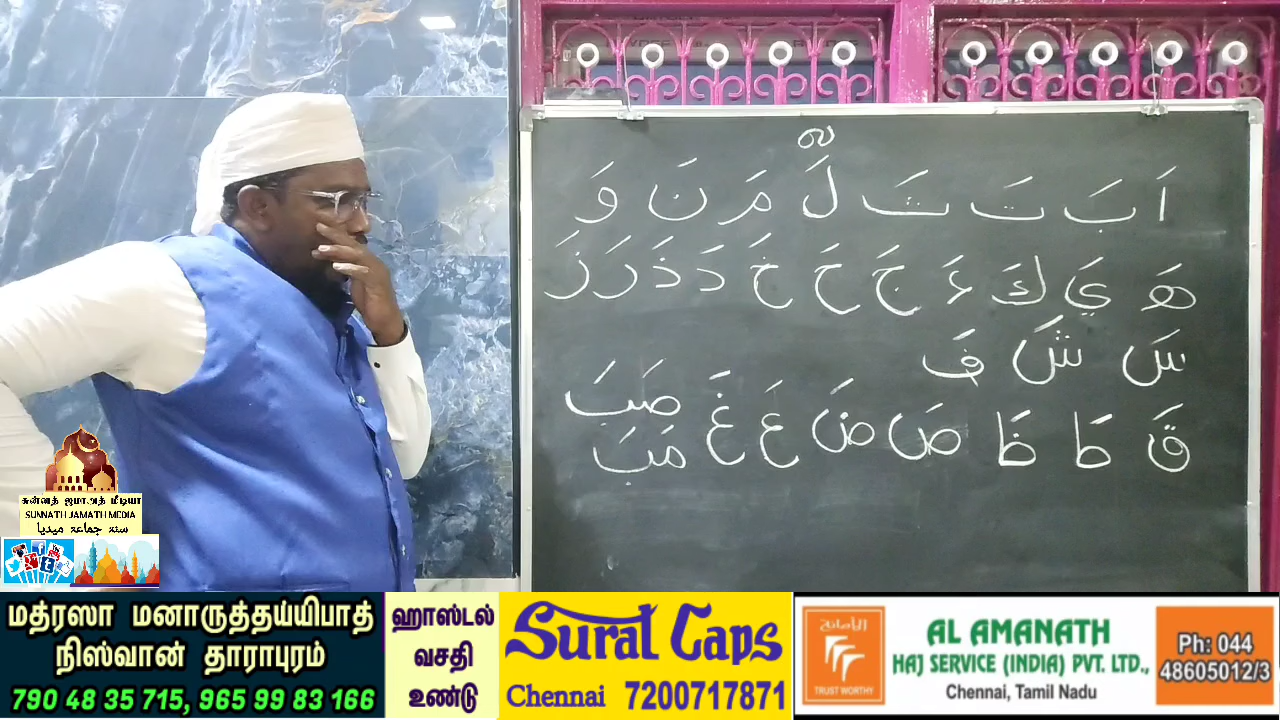 اَ بَ تَ ثَ لَّ مَ نَ وَ
هَ يَ كَ ءَ جَ حَ خَ دَ ذَ رَ زَ
سَ شَ فَ
قَ طَ ظَ صَ ضَ عَ غَ صَبَ
مَبَ
சுன்னத் ஜமாஅத் மீடியா
SUNNATH JAMATH MEDIA
سنة جماعة ميديا
மத்ரஸா மனாருத்தய்யிபாத்
நிஸ்வான் தாராபுரம்
790 48 35 715, 965 99 83 166
ஹாஸ்டல்
வசதி
உண்டு
Surat Caps
Chennai 7200717871
TRUST WORTHY
AL AMANATH
HAJ SERVICE (INDIA) PVT. LTD.,
Chennai, Tamil Nadu
Ph: 044
48605012/3